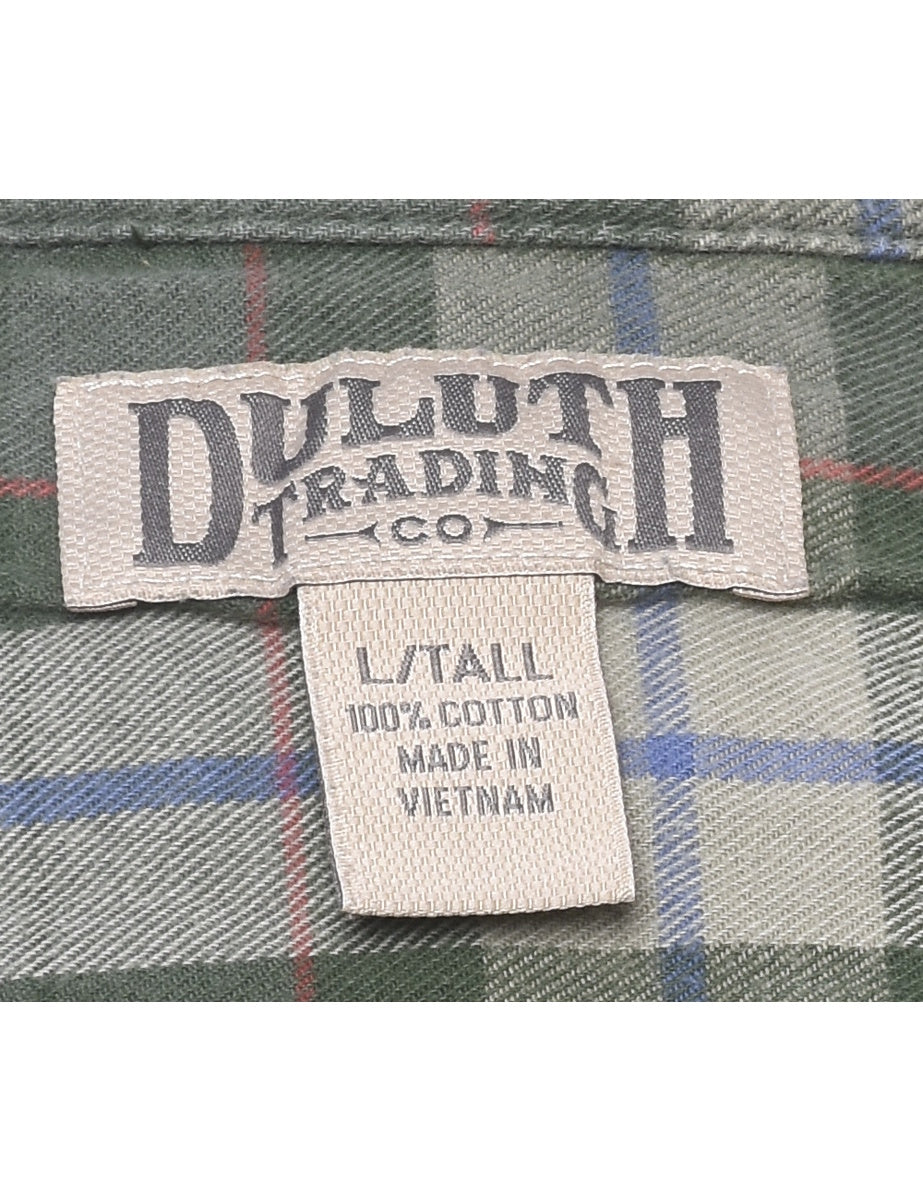 DULUTH
TRADING
CO
L/TALL
100% COTTON
MADE IN
VIETNAM